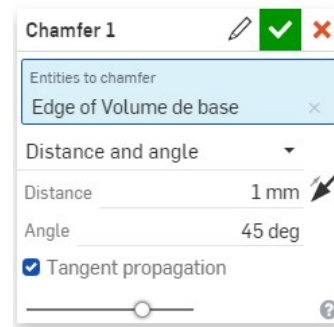 Chamfer 1
Entities to chamfer
Edge of Volume de base
Distance and angle
Distance 1 mm
Angle 45 deg
Tangent propagation